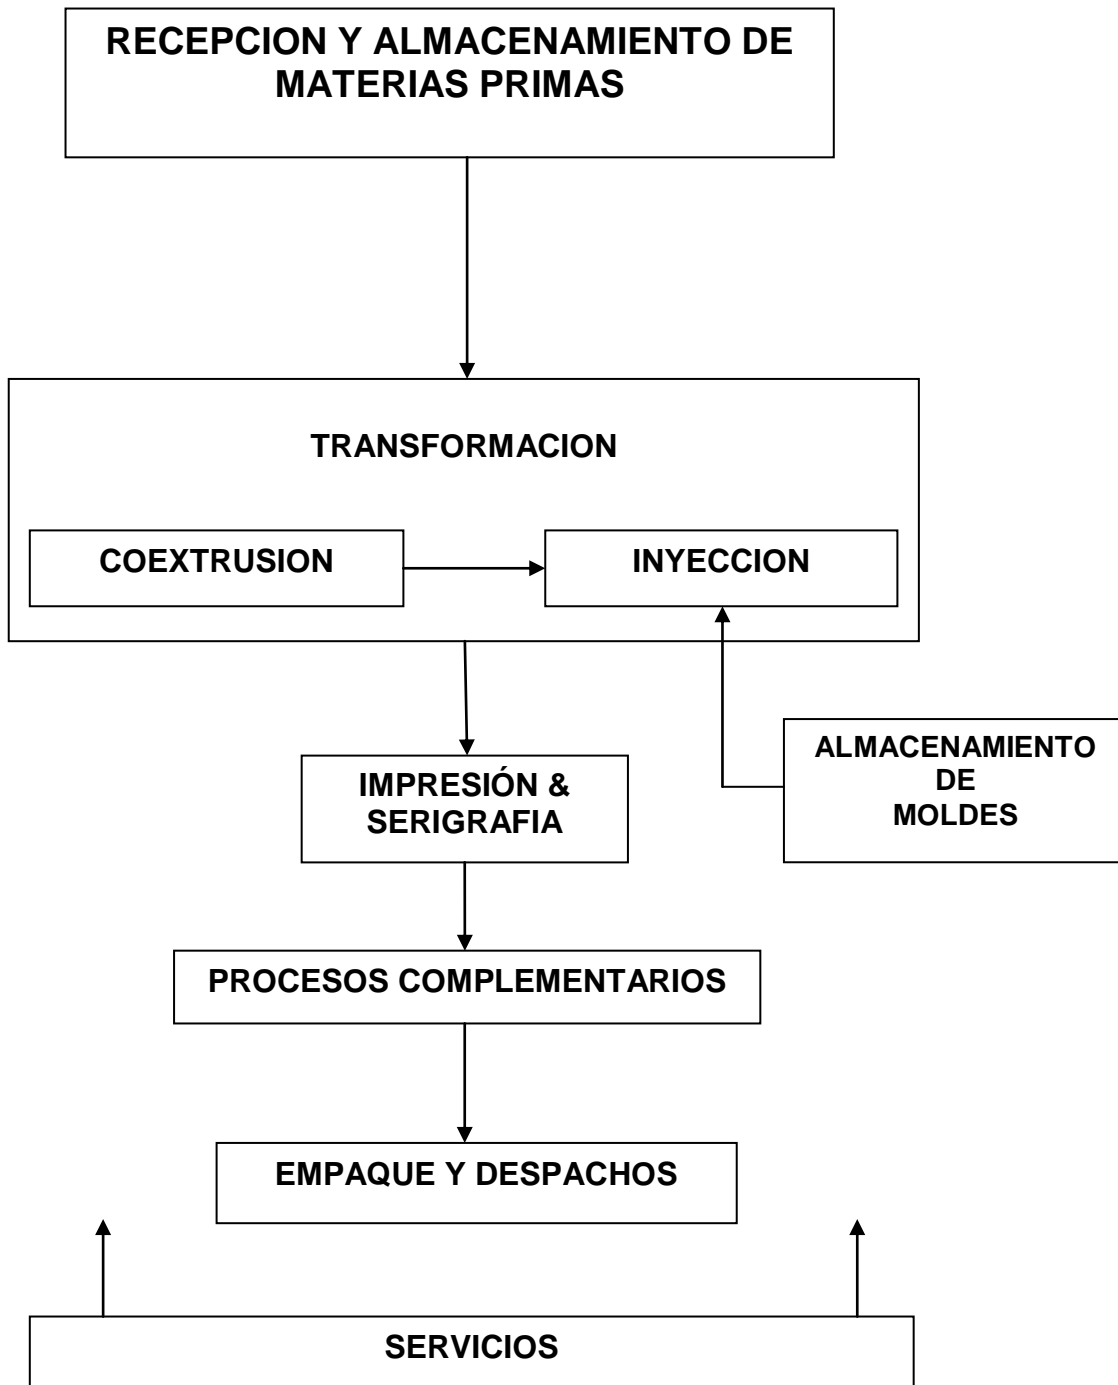 RECEPCION Y ALMACENAMIENTO DE
MATERIAS PRIMAS
TRANSFORMACION
COEXTRUSION
INYECCION
IMPRESIÓN &
SERIGRAFIA
ALMACENAMIENTO
DE
MOLDES
PROCESOS COMPLEMENTARIOS
EMPAQUE Y DESPACHOS
SERVICIOS